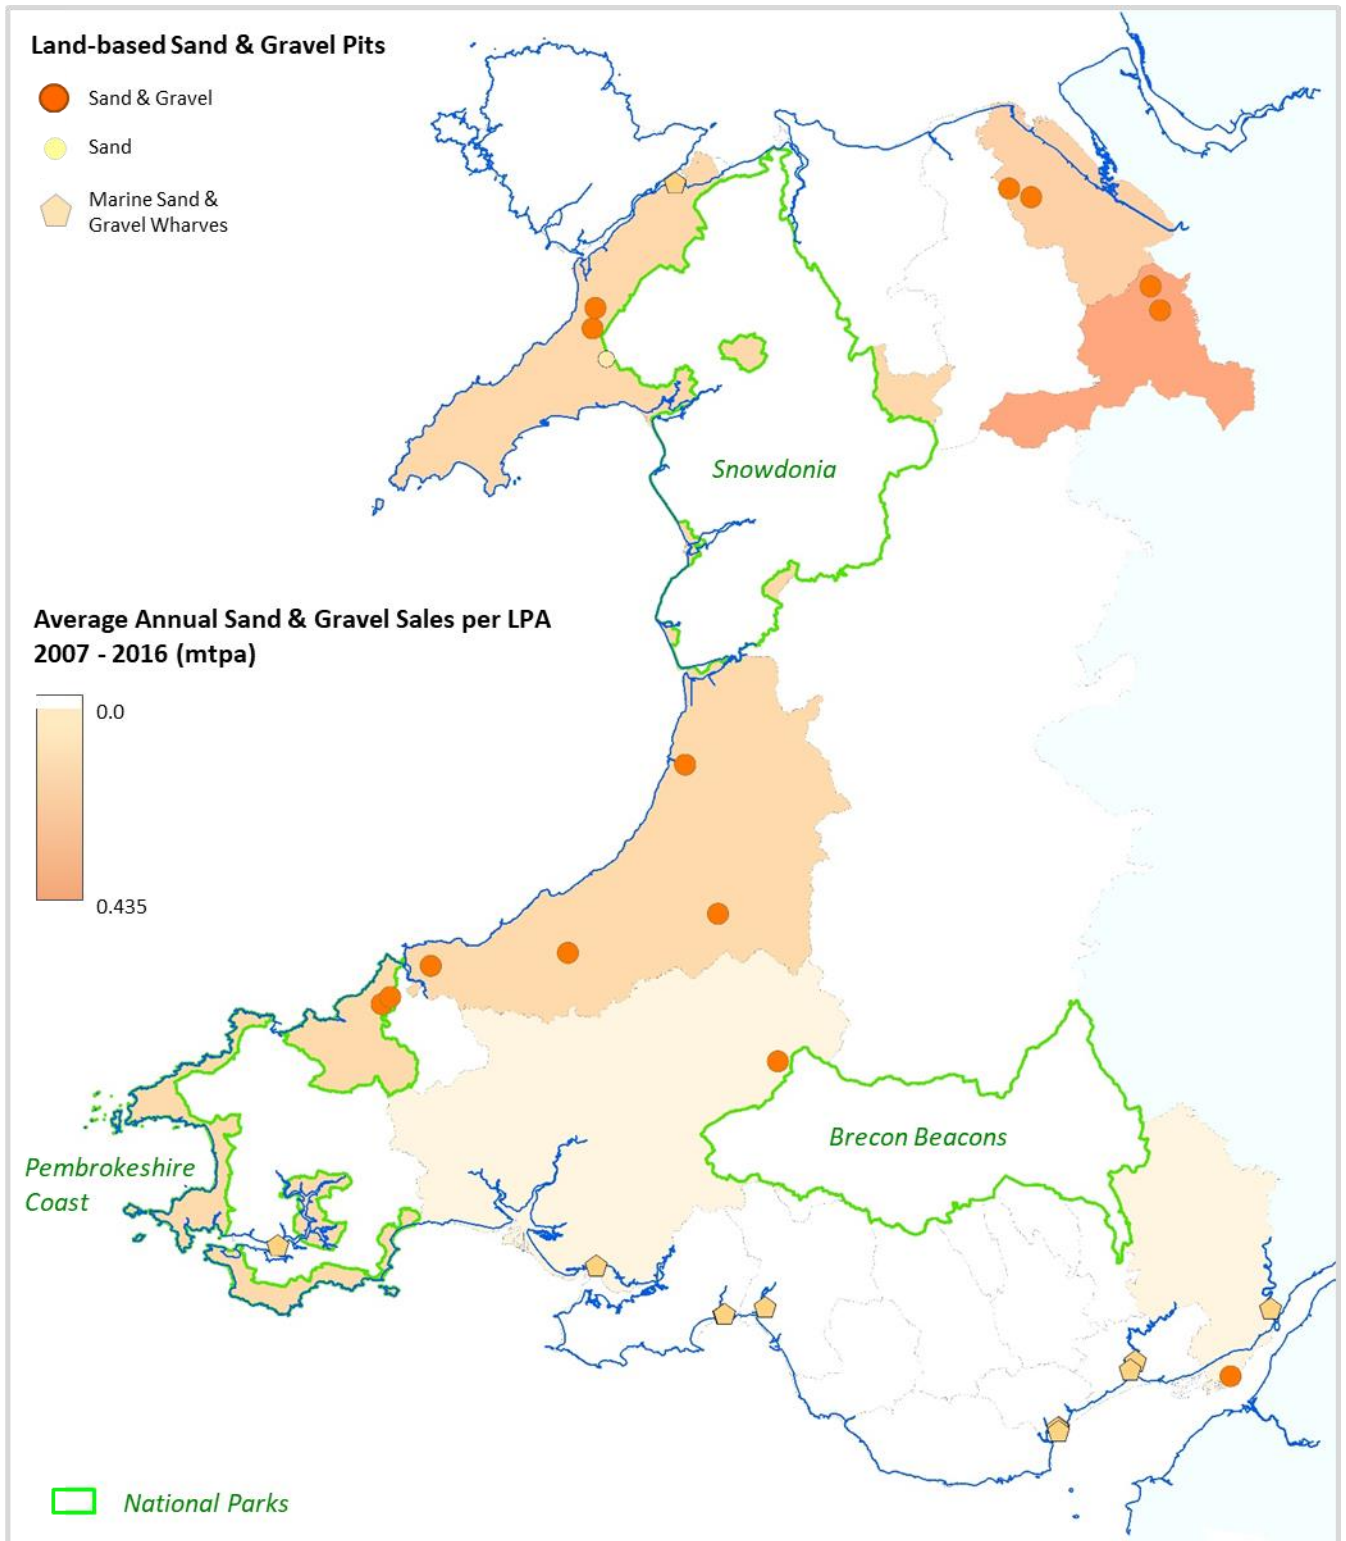 Land-based Sand & Gravel Pits
Sand & Gravel
Sand
Marine Sand &
Gravel Wharves
Snowdonia
Average Annual Sand & Gravel Sales per LPA
2007 - 2016 (mtpa)
0.0
0.435
Brecon Beacons
Pembrokeshire
Coast
National Parks